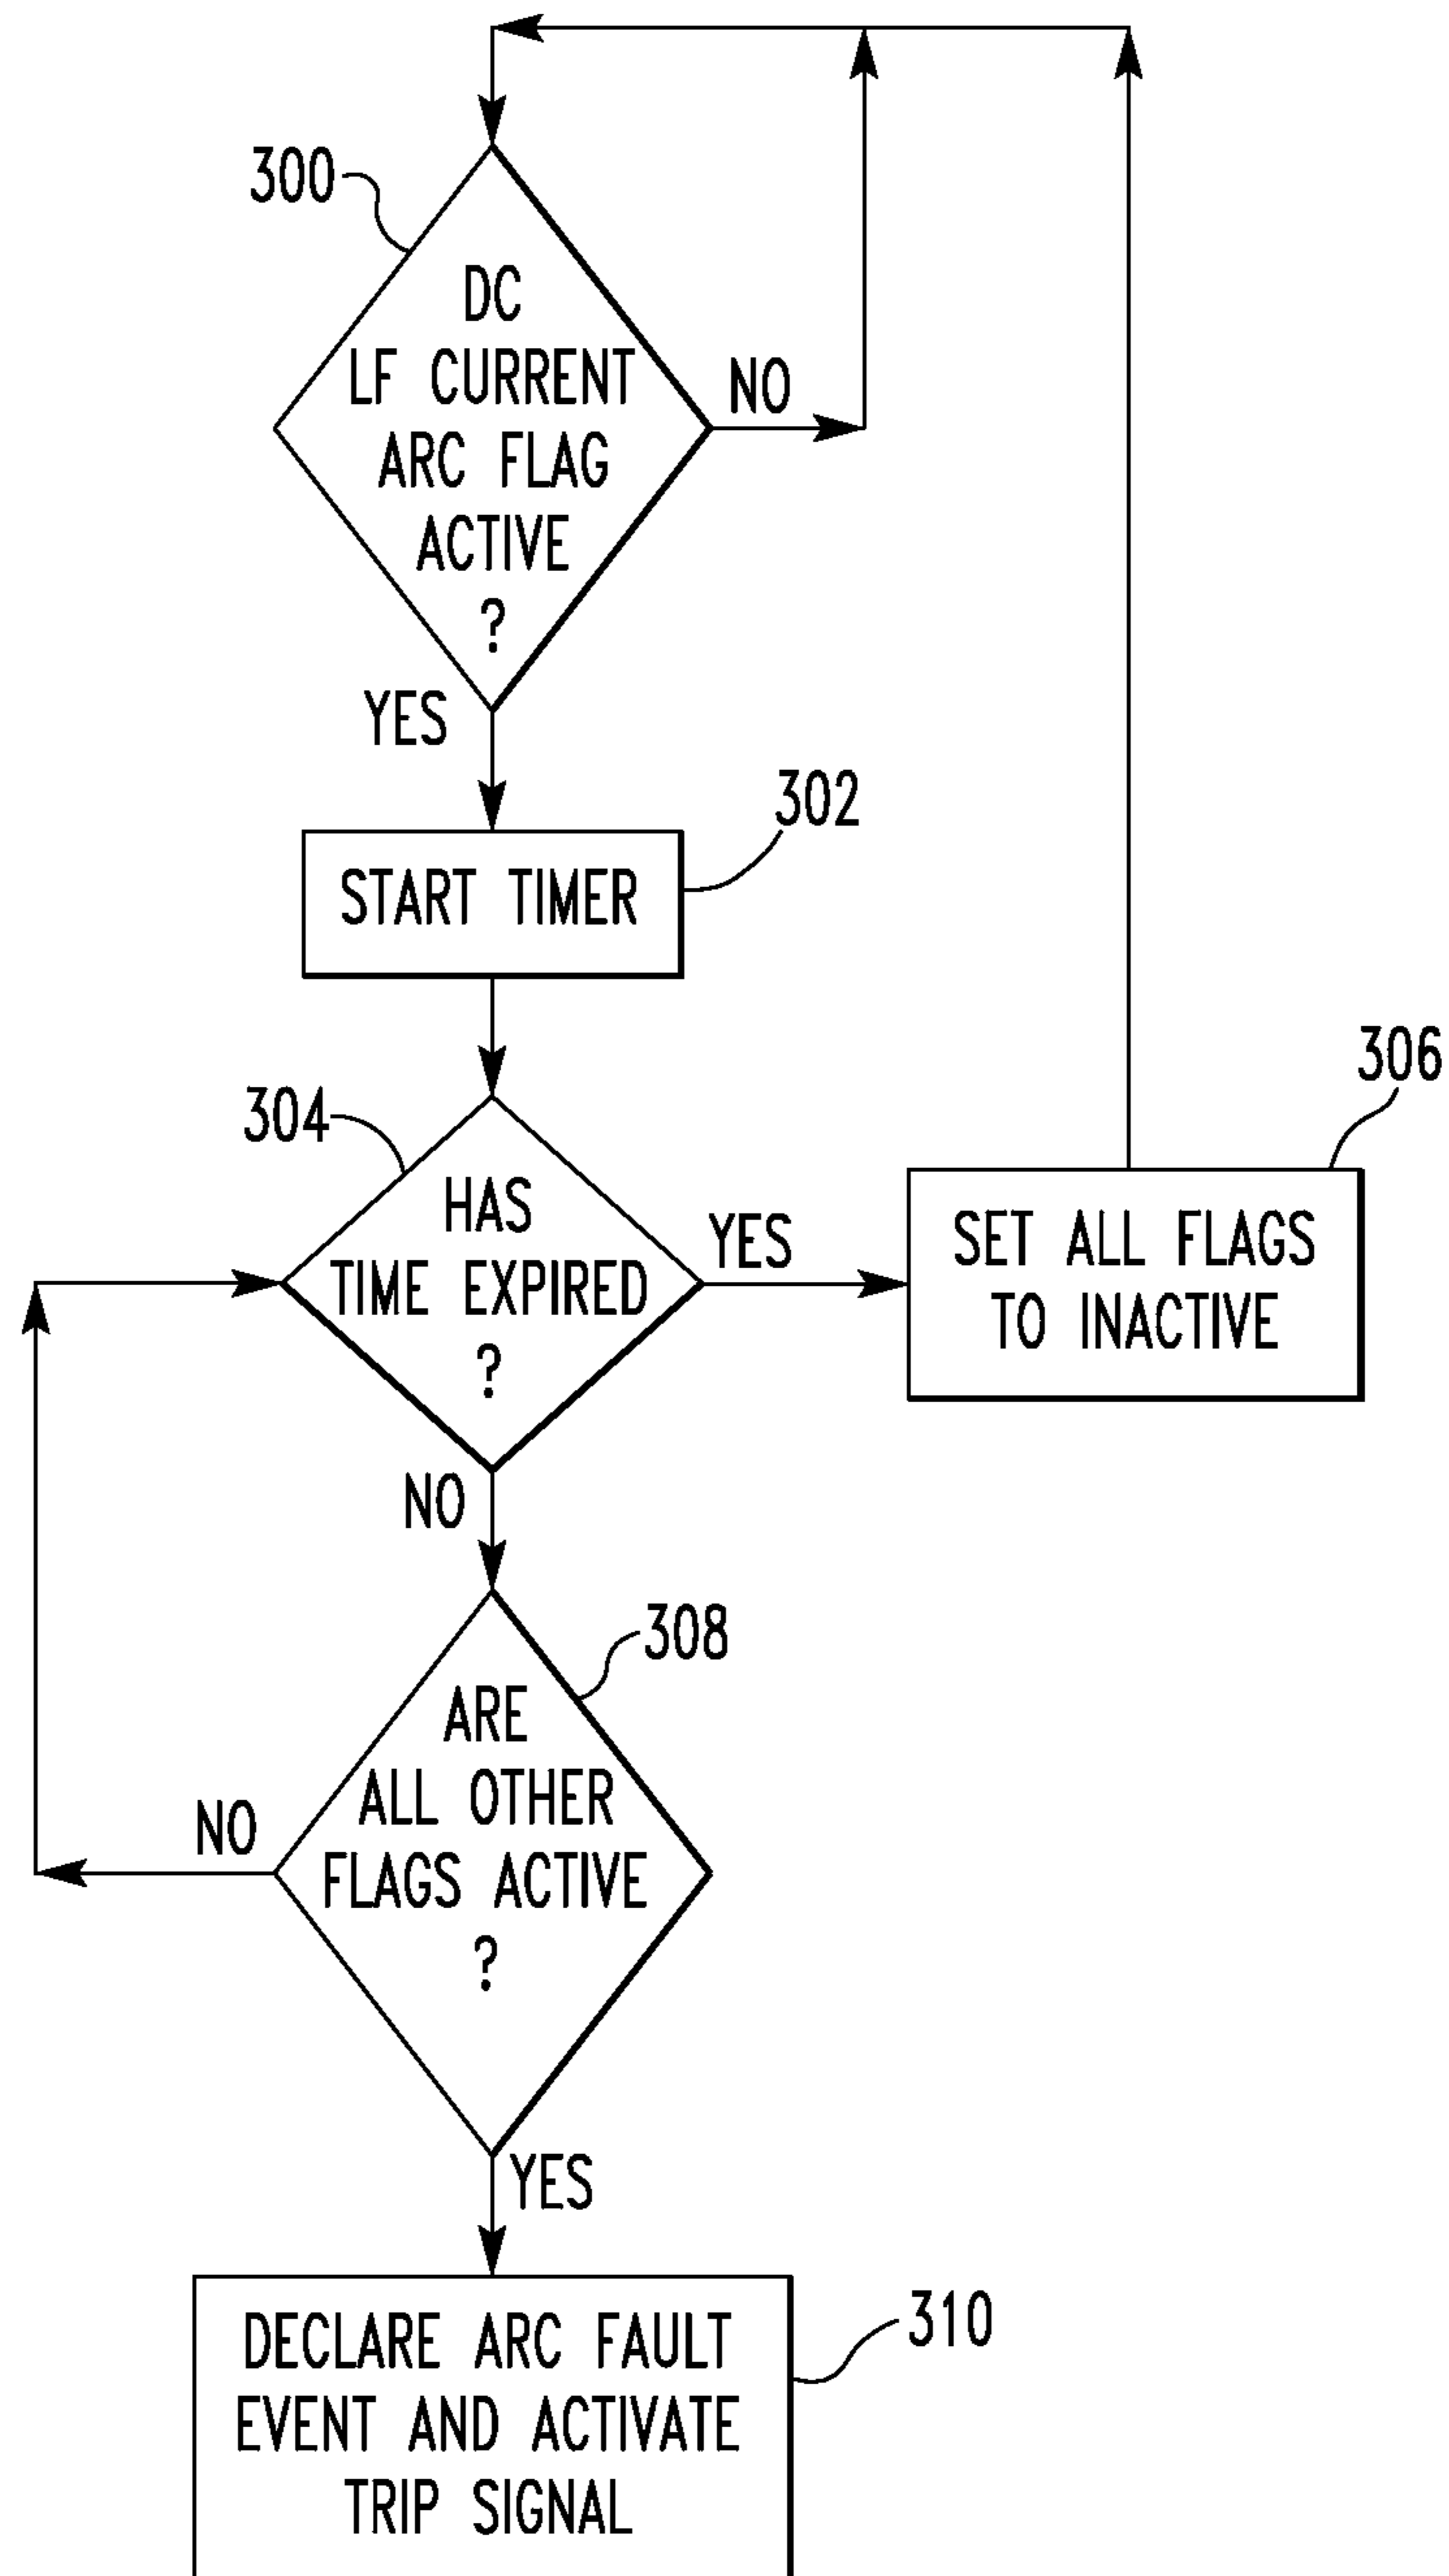 300
DC
LF CURRENT
ARC FLAG
ACTIVE
?
NO
YES
302
START TIMER
304
HAS
TIME EXPIRED
?
YES
306
SET ALL FLAGS
TO INACTIVE
NO
308
ARE
ALL OTHER
FLAGS ACTIVE
?
NO
YES
310
DECLARE ARC FAULT
EVENT AND ACTIVATE
TRIP SIGNAL